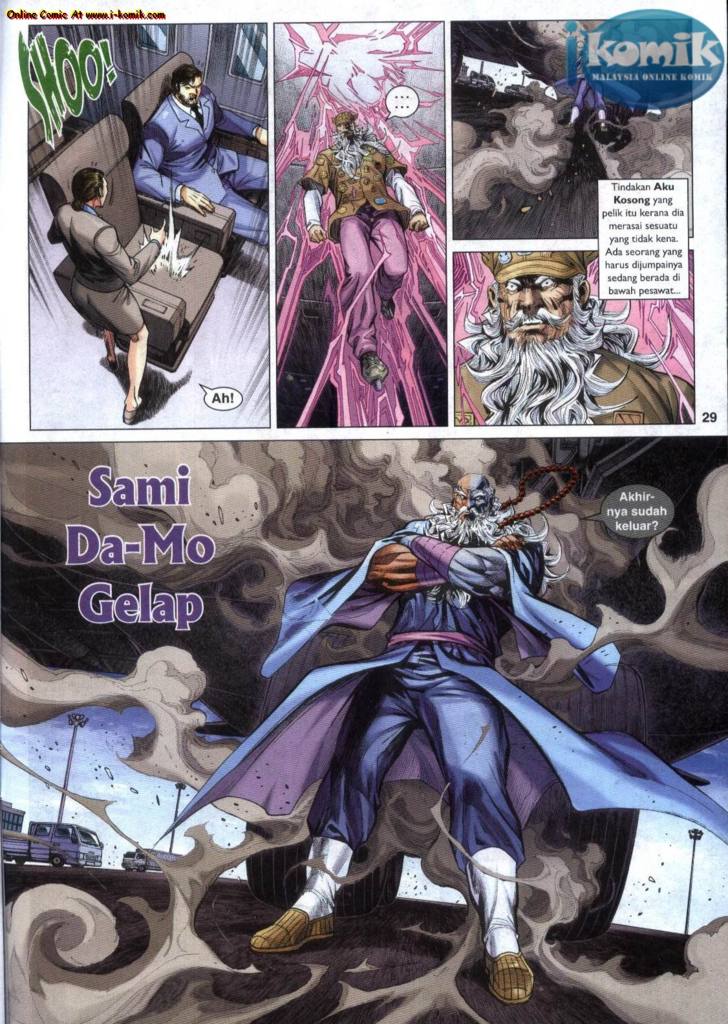 Online Comic At www.i-komik.com
SHOO!
Ah!
...
...
ikomik
MALAYSIA ONLINE KOMIK
Tindakan Aku
Kosong yang
pelik itu kerana dia
merasai sesuatu
yang tidak kena.
Ada seorang yang
harus dijumpainya
sedang berada di
bawah pesawat...
29
Sami
Da-Mo
Gelap
Akhir-
nya sudah
keluar?